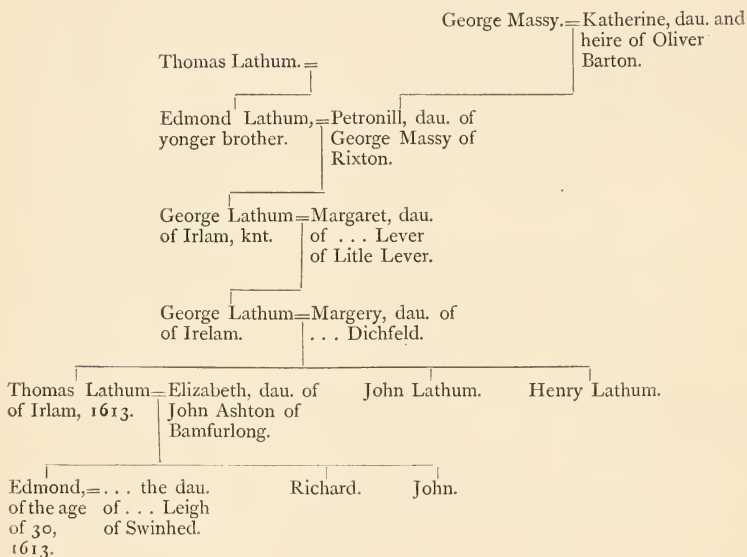 George Massy.=Katherine, dau. and
heire of Oliver
Barton.
Thomas Lathum.=
Edmond Lathum,=Petronill, dau. of
yonger brother. George Massy of
Rixton.
George Lathum=Margaret, dau.
of Irlam, knt. of ... Lever
of Litle Lever.
George Lathum=Margery, dau. of
of Irelam. ... Dichfeld.
Thomas Lathum=Elizabeth, dau. of John Lathum. Henry Lathum.
of Irlam, 1613. John Ashton of
Bamfurlong.
Edmond,=... the dau. Richard. John.
of the age of ... Leigh
of 30, of Swinhed.
1613.